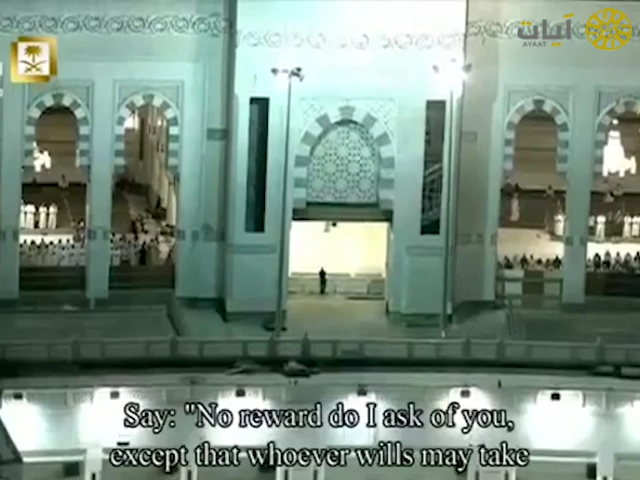 آيات
AYAAT
Say: "No reward do I ask of you,
except that whoever wills may take